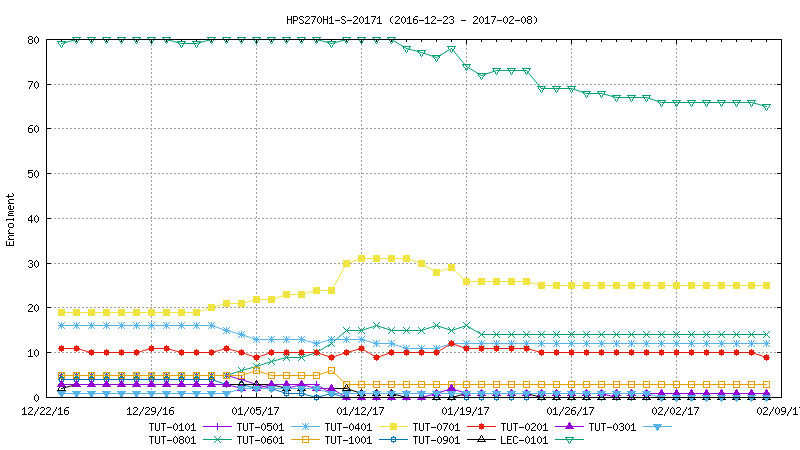 HPS270H1-S-20171 (2016-12-23 - 2017-02-08)
80
70
60
50
40
30
20
10
0
Enrolment
12/22/16 12/29/16 01/05/17 01/12/17 01/19/17 01/26/17 02/02/17 02/09/1
TUT-0101 TUT-0501 TUT-0401 TUT-0701 TUT-0201 TUT-0301
TUT-0801 TUT-0601 TUT-1001 TUT-0901 LEC-0101